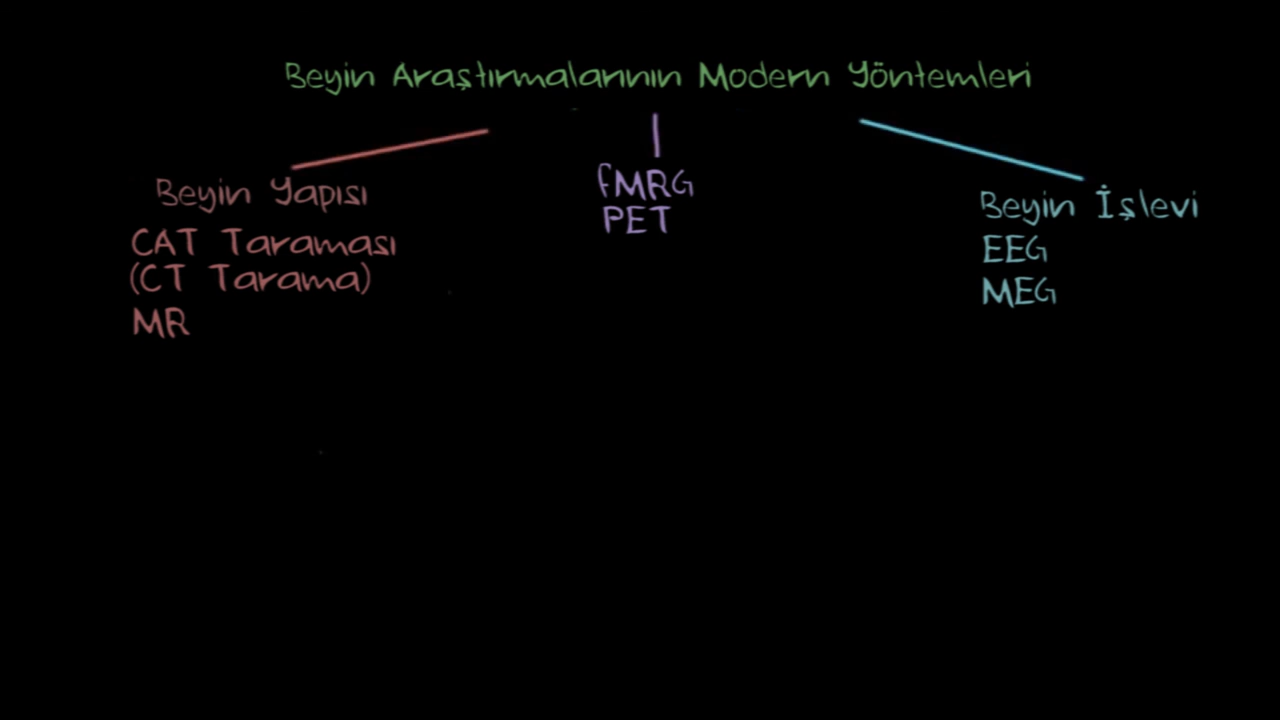 Beyin Araştırmalarının Modern Yöntemleri
Beyin Yapısı
CAT Taraması
(CT Tarama)
MR
fMRG
PET
Beyin İşlevi
EEG
MEG